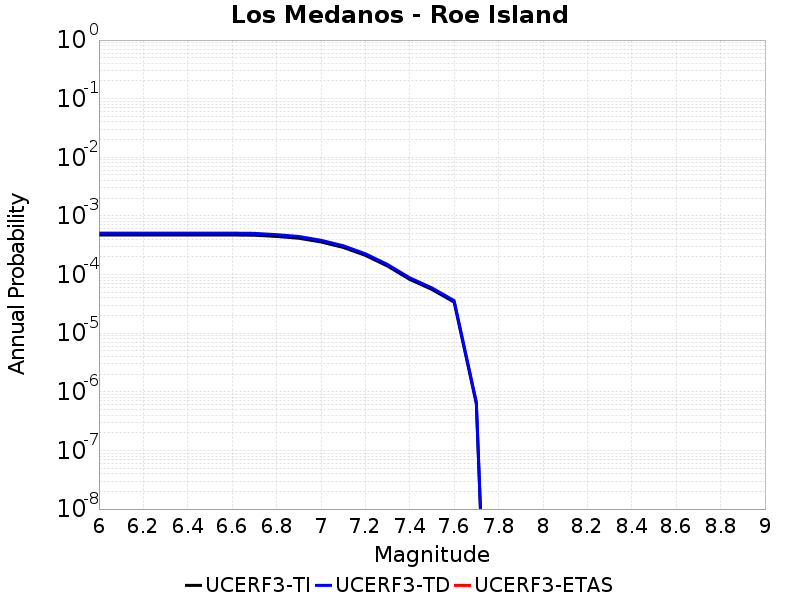 Los Medanos - Roe Island
10^0
10^-1
10^-2
10^-3
10^-4
10^-5
10^-6
10^-7
10^-8
Annual Probability
6 6.2 6.4 6.6 6.8 7 7.2 7.4 7.6 7.8 8 8.2 8.4 8.6 8.8 9
Magnitude
UCERF3-TI UCERF3-TD UCERF3-ETAS